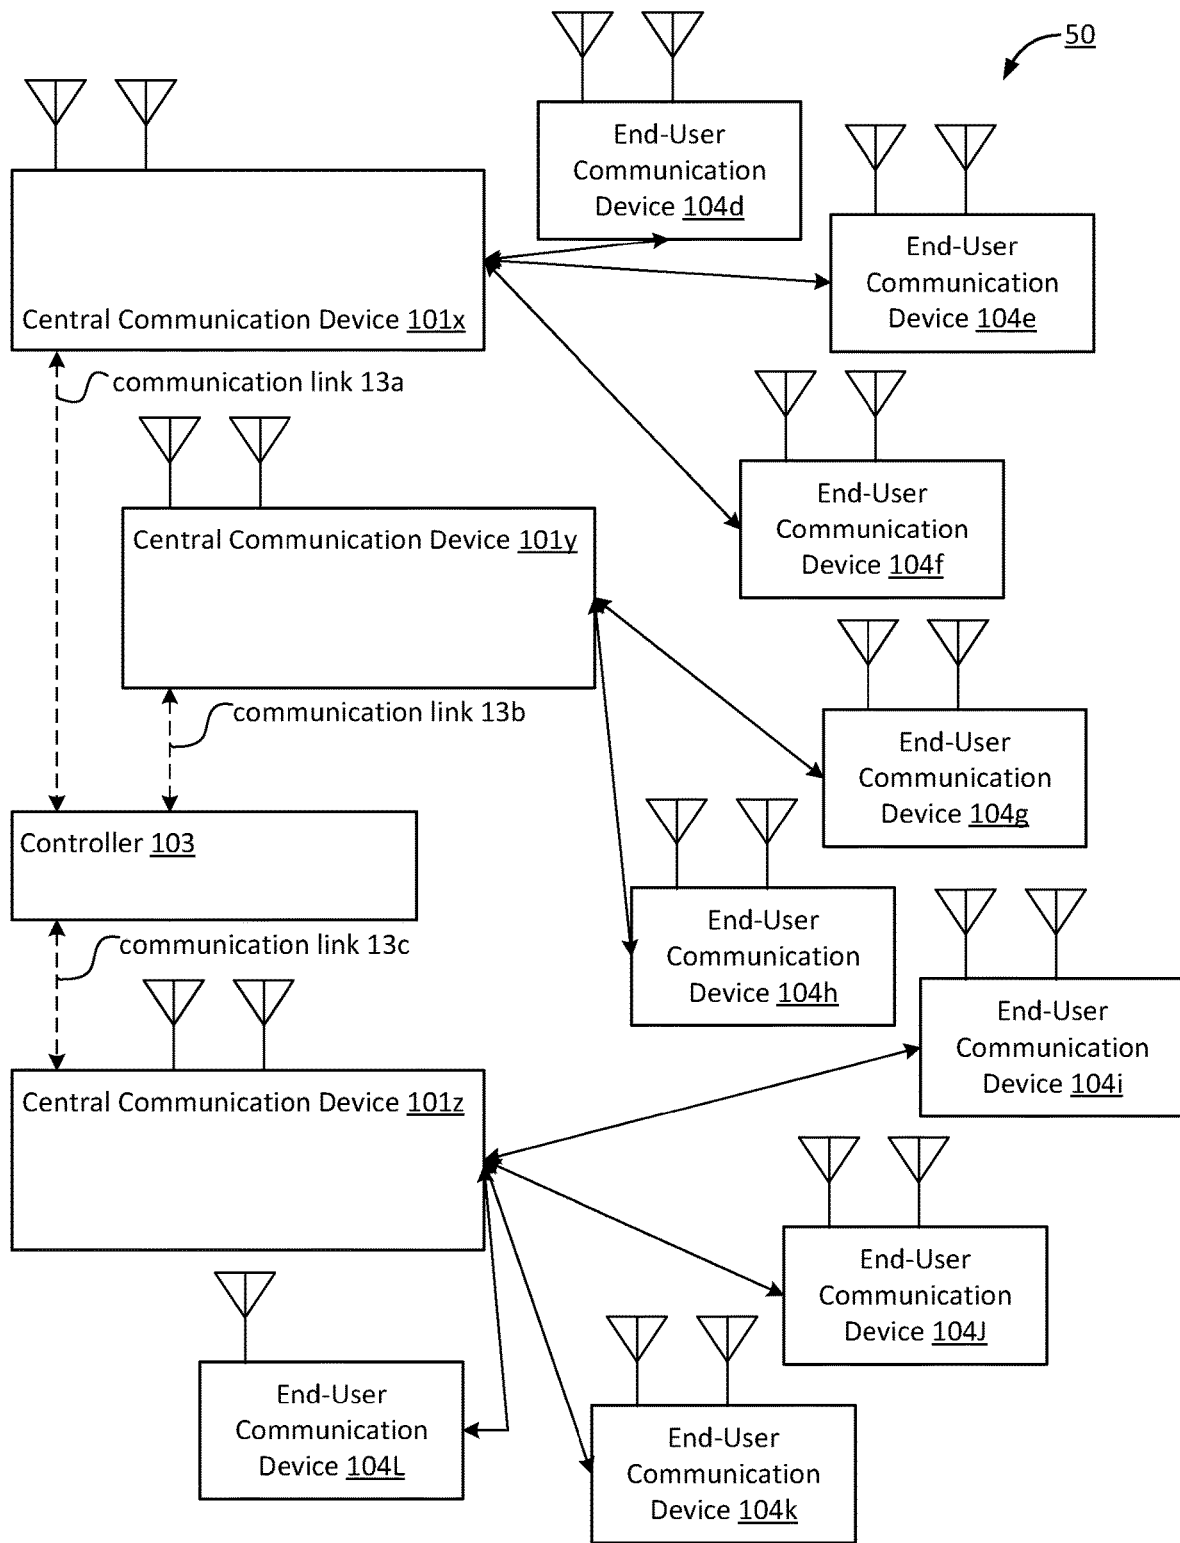 50
End-User
Communication
Device 104d
End-User
Communication
Device 104e
Central Communication Device 101x
communication link 13a
End-User
Communication
Device 104f
Central Communication Device 101y
communication link 13b
End-User
Communication
Device 104g
Controller 103
End-User
Communication
Device 104h
communication link 13c
End-User
Communication
Device 104i
Central Communication Device 101z
End-User
Communication
Device 104J
End-User
Communication
Device 104L
End-User
Communication
Device 104k